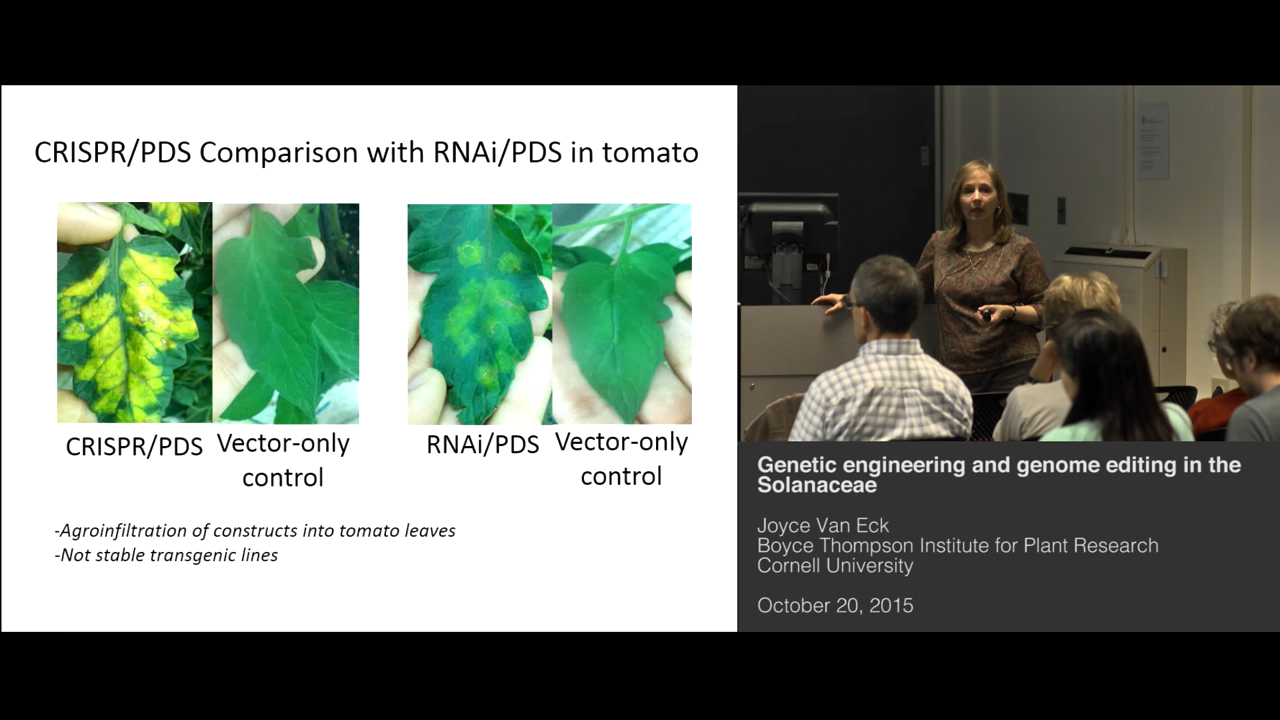 CRISPR/PDS Comparison with RNAi/PDS in tomato
CRISPR/PDS
Vector-only
control
RNAi/PDS
Vector-only
control
-Agroinfiltration of constructs into tomato leaves
-Not stable transgenic lines
Genetic engineering and genome editing in the
Solanaceae
Joyce Van Eck
Boyce Thompson Institute for Plant Research
Cornell University
October 20, 2015